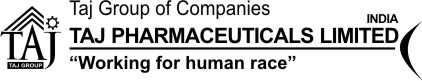 TAJ
TAJ GROUP
Taj Group of Companies
INDIA
TAJ PHARMACEUTICALS LIMITED
“Working for human race”